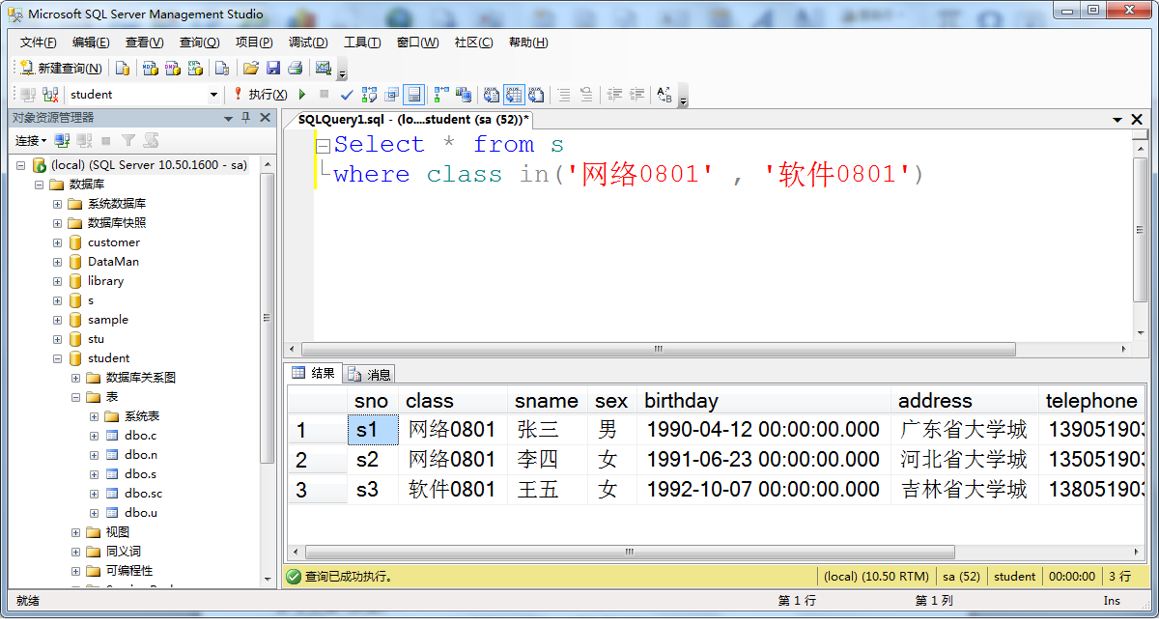 Microsoft SQL Server Management Studio
文件(F) 编辑(E) 查看(V) 查询(Q) 项目(P) 调试(D) 工具(T) 窗口(W) 社区(C) 帮助(H)
新建查询(N)
student 执行(X)
对象资源管理器
连接
(local) (SQL Server 10.50.1600 - sa)
数据库
系统数据库
数据库快照
customer
DataMan
library
s
sample
stu
student
数据库关系图
表
系统表
dbo.c
dbo.n
dbo.s
dbo.sc
dbo.u
视图
同义词
可编程性
SQLQuery1.sql - (lo....student (sa (52))*
Select * from s
where class in('网络0801' , '软件0801')
结果 消息
sno class sname sex birthday address telephone
1 s1 网络0801 张三 男 1990-04-12 00:00:00.000 广东省大学城 139051903
2 s2 网络0801 李四 女 1991-06-23 00:00:00.000 河北省大学城 135051903
3 s3 软件0801 王五 女 1992-10-07 00:00:00.000 吉林省大学城 138051903
查询已成功执行。 (local) (10.50 RTM) sa (52) student 00:00:00 3 行
就绪 第 1 行 第 1 列 Ins